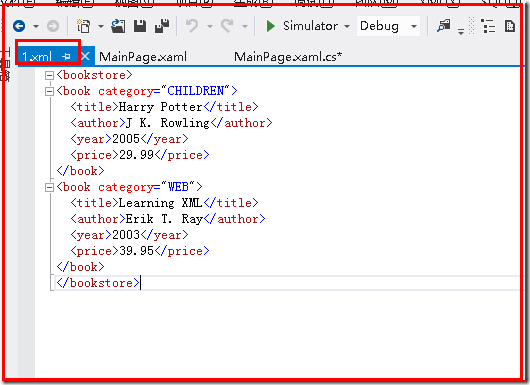 Simulator Debug
1.xml MainPage.xaml MainPage.xaml.cs*
<bookstore>
<book category="CHILDREN">
<title>Harry Potter</title>
<author>J K. Rowling</author>
<year>2005</year>
<price>29.99</price>
</book>
<book category="WEB">
<title>Learning XML</title>
<author>Erik T. Ray</author>
<year>2003</year>
<price>39.95</price>
</book>
</bookstore>